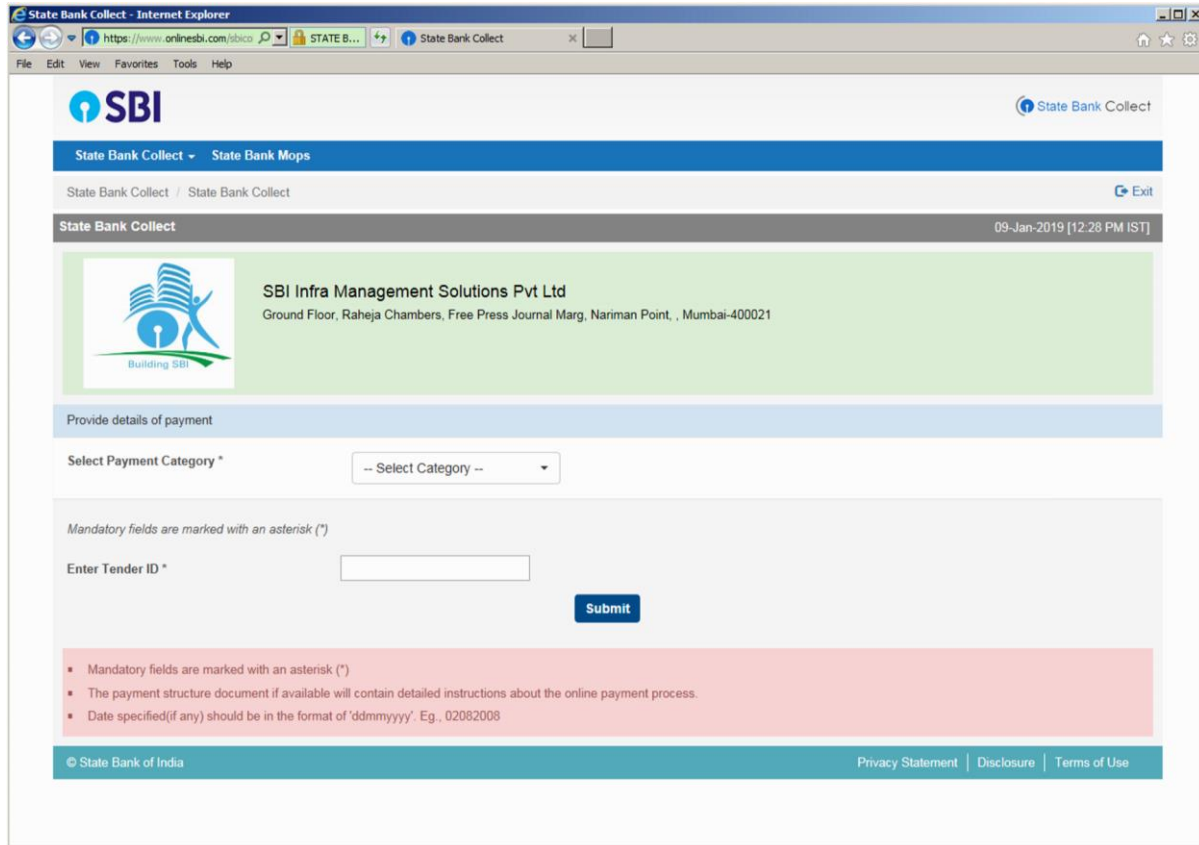 State Bank Collect - Internet Explorer
https://www.onlinesbi.com/sbico STATE B... State Bank Collect
File Edit View Favorites Tools Help
SBI
State Bank Collect
State Bank Collect State Bank Mops
State Bank Collect / State Bank Collect Exit
State Bank Collect 09-Jan-2019 [12:28 PM IST]
SBI Infra Management Solutions Pvt Ltd
Ground Floor, Raheja Chambers, Free Press Journal Marg, Nariman Point, , Mumbai-400021
Building SBI
Provide details of payment
Select Payment Category * -- Select Category --
Mandatory fields are marked with an asterisk (*)
Enter Tender ID *
Submit
Mandatory fields are marked with an asterisk (*)
The payment structure document if available will contain detailed instructions about the online payment process.
Date specified(if any) should be in the format of 'ddmmyyyy'. Eg., 02082008
© State Bank of India Privacy Statement | Disclosure | Terms of Use